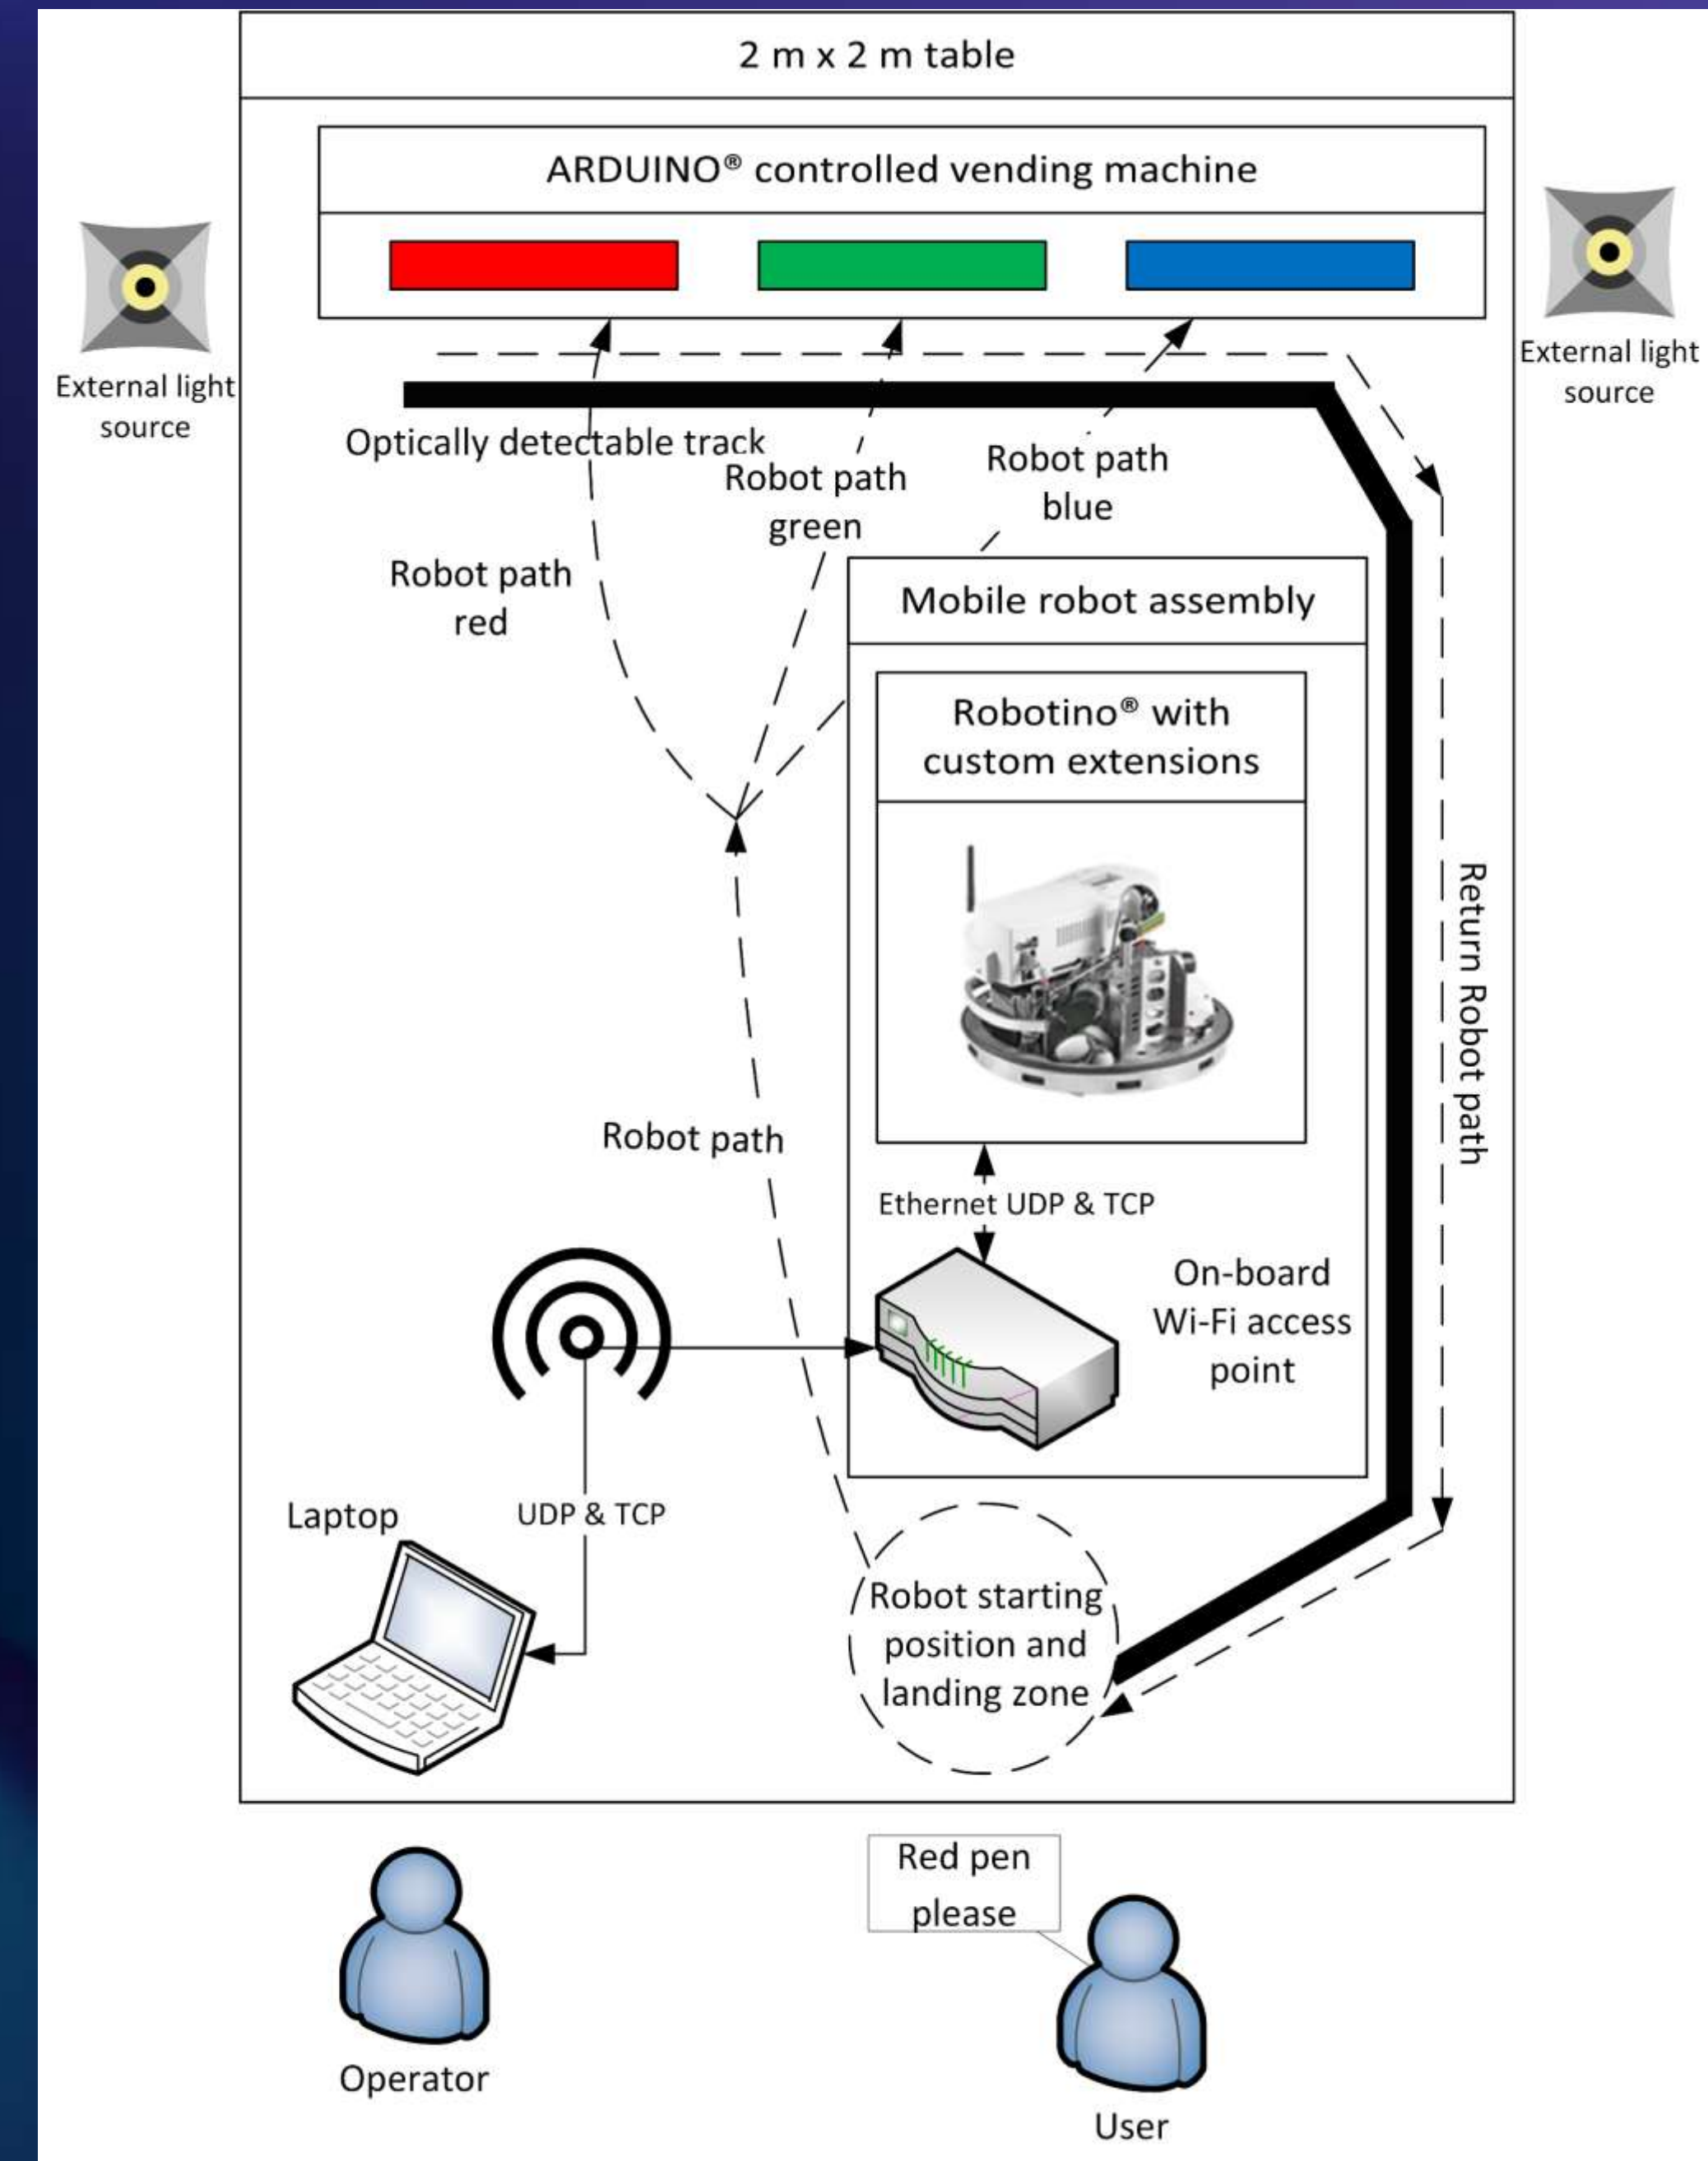 2 m x 2 m table
ARDUINO® controlled vending machine
External light
source
External light
source
Optically detectable track
Robot path
green
Robot path
blue
Robot path
red
Mobile robot assembly
Robotino® with
custom extensions
Return Robot path
Robot path
Ethernet UDP & TCP
On-board
Wi-Fi access
point
Laptop
UDP & TCP
Robot starting
position and
landing zone
Red pen
please
Operator
User